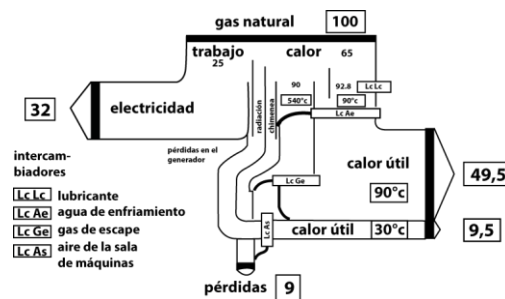 gas natural 100
trabajo calor
25 65
90 92.8 Lc Lc
540°c 90°c
Lc Ae
32 electricidad
radiación
chimenea
pérdidas en el
generador
calor útil
49,5
90°c
Lc Ge
calor útil 30°c 9,5
Lc As
pérdidas 9
intercam-
biadores
Lc Lc lubricante
Lc Ae agua de enfriamiento
Lc Ge gas de escape
Lc As aire de la sala
de máquinas